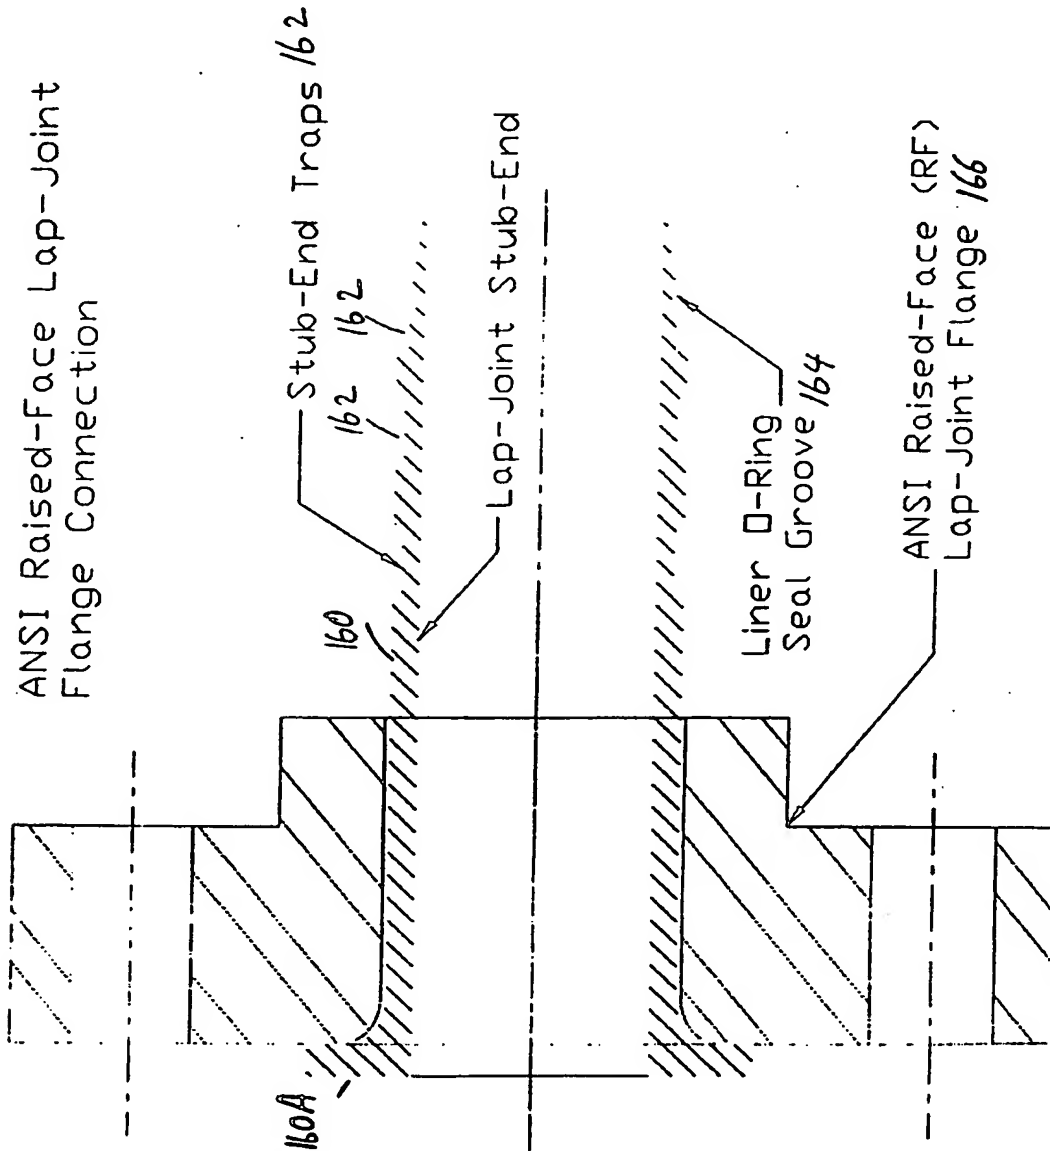 ANSI Raised-Face Lap-Joint
Flange Connection
Stub-End Traps 162
162
162
160
Lap-Joint Stub-End
Liner O-Ring
Seal Groove 164
ANSI Raised-Face (RF)
Lap-Joint Flange 166
160A